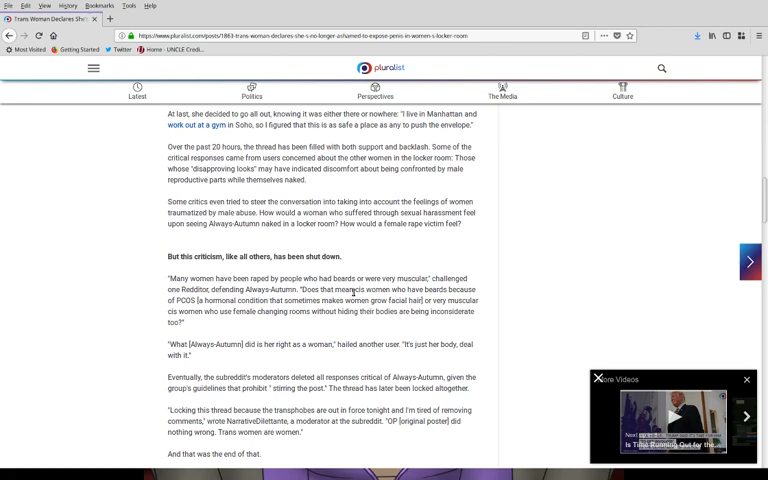 File Edit View History Bookmarks Tools Help
Trans Woman Declares She's
https://www.pluralist.com/posts/1863-trans-woman-declares-she-s-no-longer-ashamed-to-expose-penis-in-women-s-locker-room
Most Visited Getting Started Twitter Home - UNCLE Credi...
pluralist
Latest Politics Perspectives The Media Culture
At last, she decided to go all out, knowing it was either there or nowhere: "I live in Manhattan and
work out at a gym in Soho, so I figured that this is as safe a place as any to push the envelope."
Over the past 20 hours, the thread has been filled with both support and backlash. Some of the
critical responses came from users concerned about the other women in the locker room: Those
whose "disapproving looks" may have indicated discomfort about being confronted by male
reproductive parts while themselves naked.
Some critics even tried to steer the conversation into taking into account the feelings of women
traumatized by male abuse. How would a woman who suffered through sexual harassment feel
upon seeing Always-Autumn naked in a locker room? How would a female rape victim feel?
But this criticism, like all others, has been shut down.
"Many women have been raped by people who had beards or were very muscular," challenged
one Redditor, defending Always-Autumn. "Does that mean cis women who have beards because
of PCOS [a hormonal condition that sometimes makes women grow facial hair] or very muscular
cis women who use female changing rooms without hiding their bodies are being inconsiderate
too?"
"What [Always-Autumn] did is her right as a woman," hailed another user. "It's just her body, deal
with it."
Eventually, the subreddit's moderators deleted all responses critical of Always-Autumn, given the
group's guidelines that prohibit " stirring the post." The thread has later been locked altogether.
"Locking this thread because the transphobes are out in force tonight and I'm tired of removing
comments," wrote NarrativeDilettante, a moderator at the subreddit. "OP [original poster] did
nothing wrong. Trans women are women."
And that was the end of that.
More Videos
Next
Is Time Running Out for the...